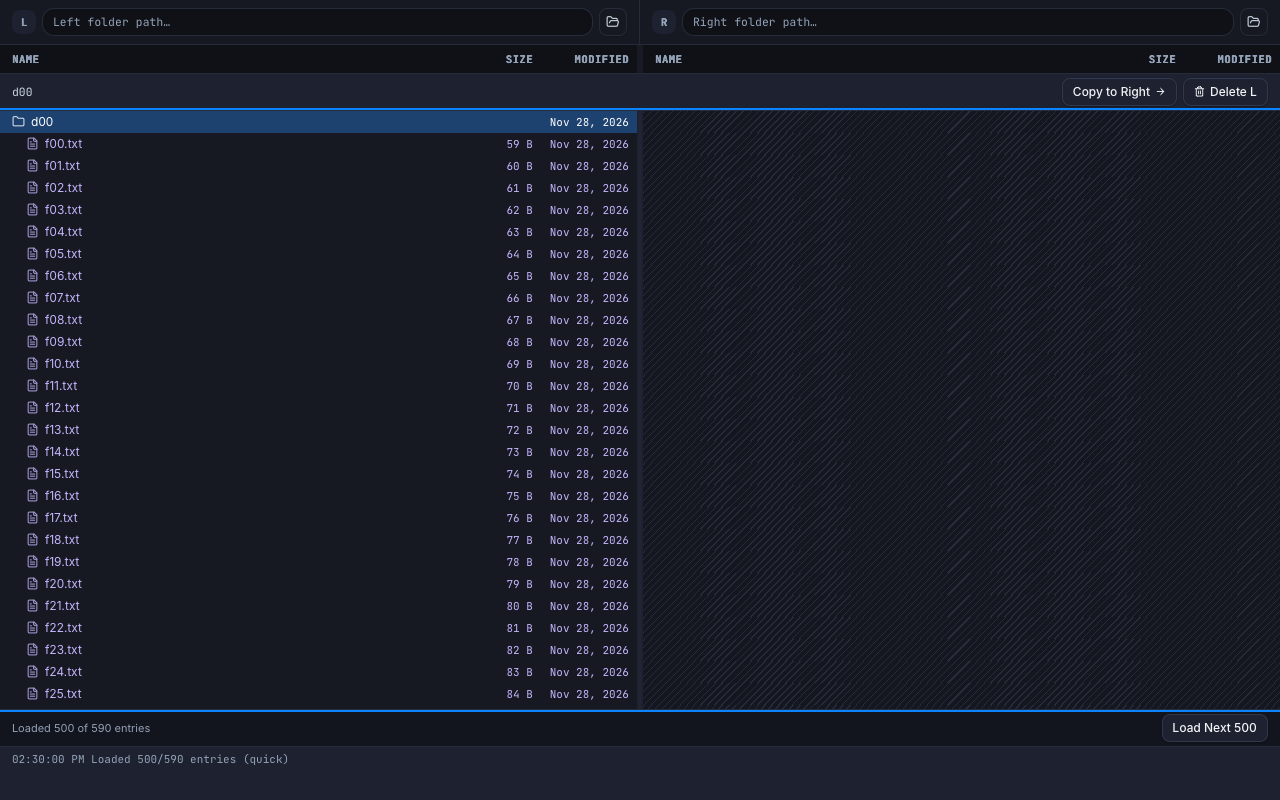 L Left folder path… R Right folder path…
NAME SIZE MODIFIED NAME SIZE MODIFIED
d00 Copy to Right → Delete L
d00 Nov 28, 2026
f00.txt 59 B Nov 28, 2026
f01.txt 60 B Nov 28, 2026
f02.txt 61 B Nov 28, 2026
f03.txt 62 B Nov 28, 2026
f04.txt 63 B Nov 28, 2026
f05.txt 64 B Nov 28, 2026
f06.txt 65 B Nov 28, 2026
f07.txt 66 B Nov 28, 2026
f08.txt 67 B Nov 28, 2026
f09.txt 68 B Nov 28, 2026
f10.txt 69 B Nov 28, 2026
f11.txt 70 B Nov 28, 2026
f12.txt 71 B Nov 28, 2026
f13.txt 72 B Nov 28, 2026
f14.txt 73 B Nov 28, 2026
f15.txt 74 B Nov 28, 2026
f16.txt 75 B Nov 28, 2026
f17.txt 76 B Nov 28, 2026
f18.txt 77 B Nov 28, 2026
f19.txt 78 B Nov 28, 2026
f20.txt 79 B Nov 28, 2026
f21.txt 80 B Nov 28, 2026
f22.txt 81 B Nov 28, 2026
f23.txt 82 B Nov 28, 2026
f24.txt 83 B Nov 28, 2026
f25.txt 84 B Nov 28, 2026
Loaded 500 of 590 entries Load Next 500
02:30:00 PM Loaded 500/590 entries (quick)